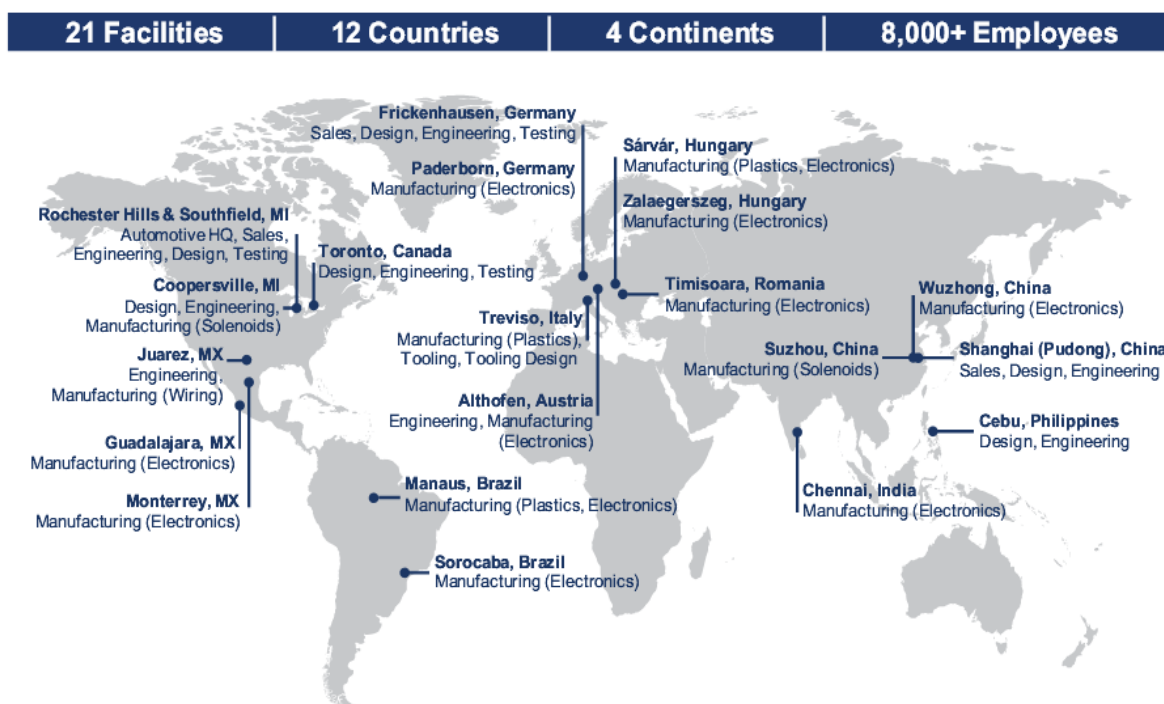 21 Facilities
12 Countries
4 Continents
8,000+ Employees
Frickenhausen, Germany
Sales, Design, Engineering, Testing
Paderborn, Germany
Manufacturing (Electronics)
Sárvár, Hungary
Manufacturing (Plastics, Electronics)
Zalaegerszeg, Hungary
Manufacturing (Electronics)
Rochester Hills & Southfield, MI
Automotive HQ, Sales,
Engineering, Design, Testing
Toronto, Canada
Design, Engineering, Testing
Coopersville, MI
Design, Engineering,
Manufacturing (Solenoids)
Timisoara, Romania
Manufacturing (Electronics)
Wuzhong, China
Manufacturing (Electronics)
Treviso, Italy
Manufacturing (Plastics),
Tooling, Tooling Design
Juarez, MX
Engineering,
Manufacturing (Wiring)
Suzhou, China
Manufacturing (Solenoids)
Shanghai (Pudong), China
Sales, Design, Engineering
Althofen, Austria
Engineering, Manufacturing
(Electronics)
Cebu, Philippines
Design, Engineering
Guadalajara, MX
Manufacturing (Electronics)
Monterrey, MX
Manufacturing (Electronics)
Manaus, Brazil
Manufacturing (Plastics, Electronics)
Chennai, India
Manufacturing (Electronics)
Sorocaba, Brazil
Manufacturing (Electronics)